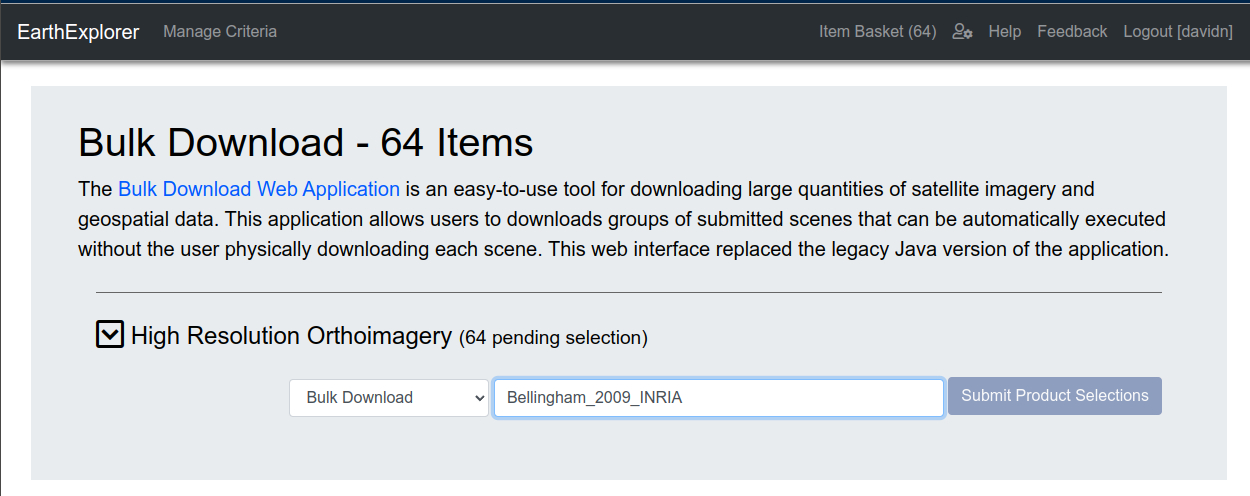 EarthExplorer Manage Criteria Item Basket (64) Help Feedback Logout [davidn]
Bulk Download - 64 Items
The Bulk Download Web Application is an easy-to-use tool for downloading large quantities of satellite imagery and
geospatial data. This application allows users to downloads groups of submitted scenes that can be automatically executed
without the user physically downloading each scene. This web interface replaced the legacy Java version of the application.
High Resolution Orthoimagery (64 pending selection)
Bulk Download Bellingham_2009_INRIA Submit Product Selections